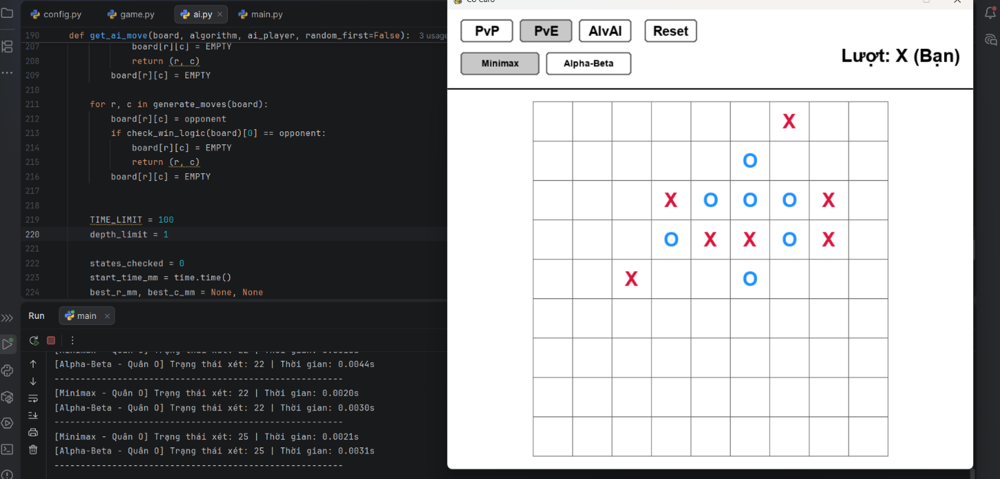 config.py game.py ai.py main.py
190 def get_ai_move(board, algorithm, ai_player, random_first=False): 3 usage
207 board[r][c] = EMPTY
208 return (r, c)
209 board[r][c] = EMPTY
210
211 for r, c in generate_moves(board):
212 board[r][c] = opponent
213 if check_win_logic(board)[0] == opponent:
214 board[r][c] = EMPTY
215 return (r, c)
216 board[r][c] = EMPTY
217
218
219 TIME_LIMIT = 100
220 depth_limit = 1
221
222 states_checked = 0
223 start_time_mm = time.time()
224 best_r_mm, best_c_mm = None, None
Run main
[Alpha-Beta - Quân O] Trạng thái xét: 22 | Thời gian: 0.0044s
-------------------------------------------------------
[Minimax - Quân O] Trạng thái xét: 22 | Thời gian: 0.0020s
[Alpha-Beta - Quân O] Trạng thái xét: 22 | Thời gian: 0.0030s
-------------------------------------------------------
[Minimax - Quân O] Trạng thái xét: 25 | Thời gian: 0.0021s
[Alpha-Beta - Quân O] Trạng thái xét: 25 | Thời gian: 0.0031s
-------------------------------------------------------
PvP PvE AIvAI Reset
Minimax Alpha-Beta
Lượt: X (Bạn)
X
O
X O O O X
O X X O X
X O